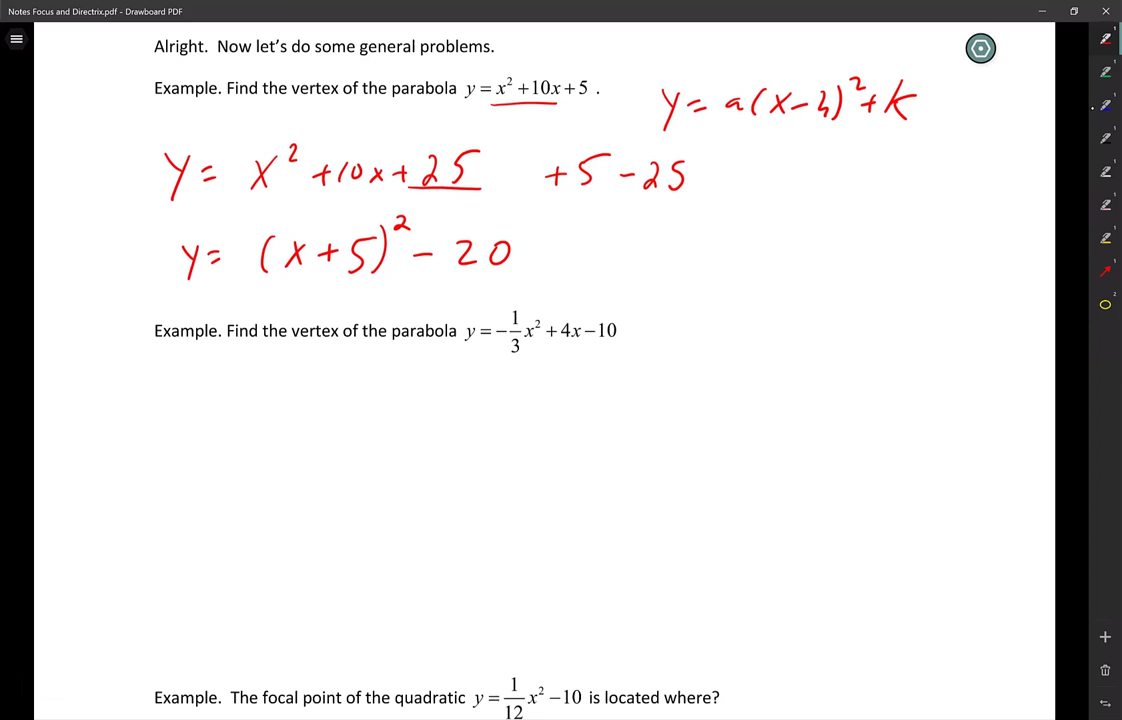 Notes Focus and Directrix.pdf - Drawboard PDF
Alright. Now let's do some general problems.
Example. Find the vertex of the parabola y = x² + 10x + 5 .
y = a(x-h)² + k
y = x² + 10x + 25 + 5 - 25
y = (x + 5)² - 20
Example. Find the vertex of the parabola y = -1/3 x² + 4x - 10
Example. The focal point of the quadratic y = 1/12 x² - 10 is located where?